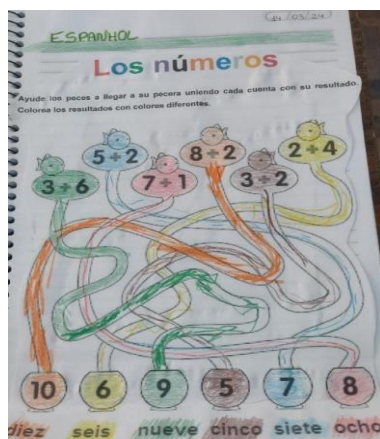 14/03/24
ESPANHOL
Los números
Ayude los peces a llegar a su pecera uniendo cada cuenta con su resultado.
Colorea los resultados con colores diferentes.
5+2 8+2 2+4
3+6 7+1 3+2
10 6 9 5 7 8
diez seis nueve cinco siete ocho